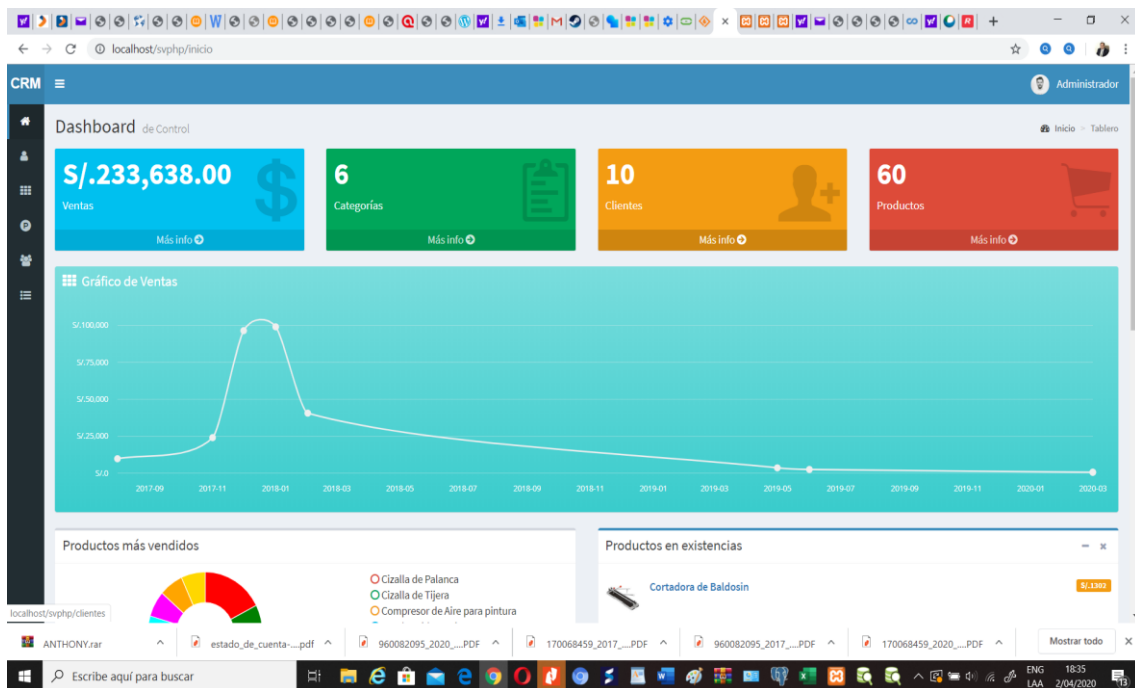 localhost/svphp/inicio
CRM
Administrador
Dashboard de Control
Inicio > Tablero
S/.233,638.00
Ventas
Más info
6
Categorías
Más info
10
Clientes
Más info
60
Productos
Más info
Gráfico de Ventas
S/.100,000
S/.75,000
S/.50,000
S/.25,000
S/.0
2017-09 2017-11 2018-01 2018-03 2018-05 2018-07 2018-09 2018-11 2019-01 2019-03 2019-05 2019-07 2019-09 2019-11 2020-01 2020-03
Productos más vendidos
Cizalla de Palanca
Cizalla de Tijera
Compresor de Aire para pintura
Productos en existencias
Cortadora de Baldosin
S/.1302
localhost/svphp/clientes
ANTHONY.rar
estado_de_cuenta-....pdf
960082095_2020_....PDF
170068459_2017_....PDF
960082095_2017_....PDF
170068459_2020_....PDF
Mostrar todo
Escribe aquí para buscar
ENG
LAA
18:35
2/04/2020
13